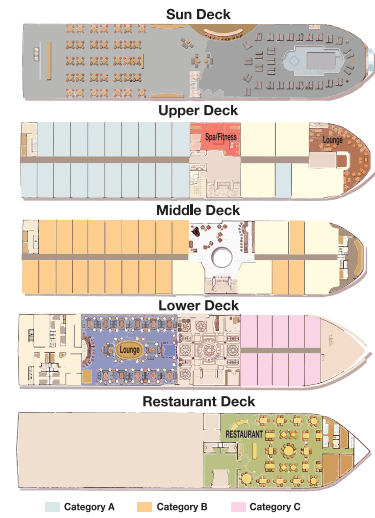 Sun Deck
Upper Deck
Spa/Fitness
Lounge
Middle Deck
Lower Deck
Lounge
Restaurant Deck
RESTAURANT
Category A Category B Category C